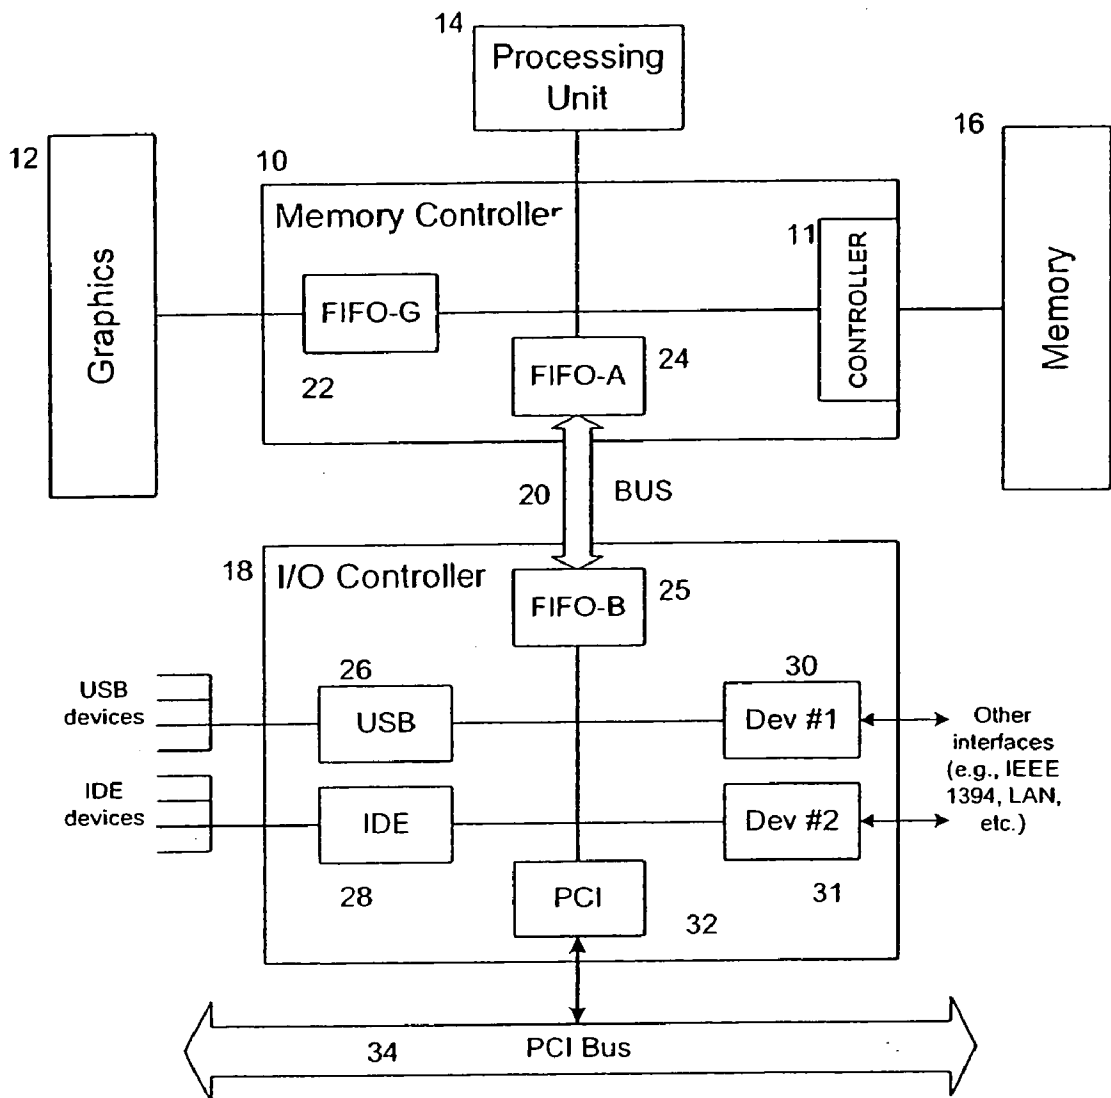 14
Processing
Unit
12
10
16
Memory Controller
11
CONTROLLER
Graphics
FIFO-G
Memory
22
FIFO-A
24
20
BUS
18
I/O Controller
FIFO-B
25
USB
devices
26
USB
30
Dev #1
Other
interfaces
(e.g., IEEE
1394, LAN,
etc.)
IDE
devices
IDE
28
Dev #2
31
PCI
32
34
PCI Bus